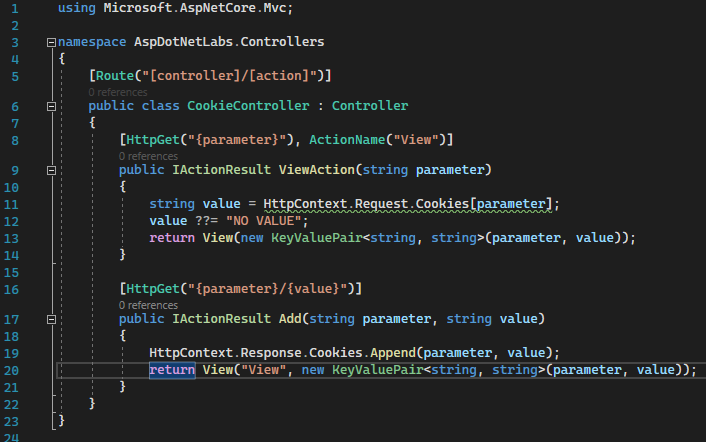 1 using Microsoft.AspNetCore.Mvc;
2
3 namespace AspDotNetLabs.Controllers
4 {
5 [Route("[controller]/[action]")]
0 references
6 public class CookieController : Controller
7 {
8 [HttpGet("{parameter}"), ActionName("View")]
0 references
9 public IActionResult ViewAction(string parameter)
10 {
11 string value = HttpContext.Request.Cookies[parameter];
12 value ??= "NO VALUE";
13 return View(new KeyValuePair<string, string>(parameter, value));
14 }
15
16 [HttpGet("{parameter}/{value}")]
0 references
17 public IActionResult Add(string parameter, string value)
18 {
19 HttpContext.Response.Cookies.Append(parameter, value);
20 return View("View", new KeyValuePair<string, string>(parameter, value));
21 }
22 }
23 }
24